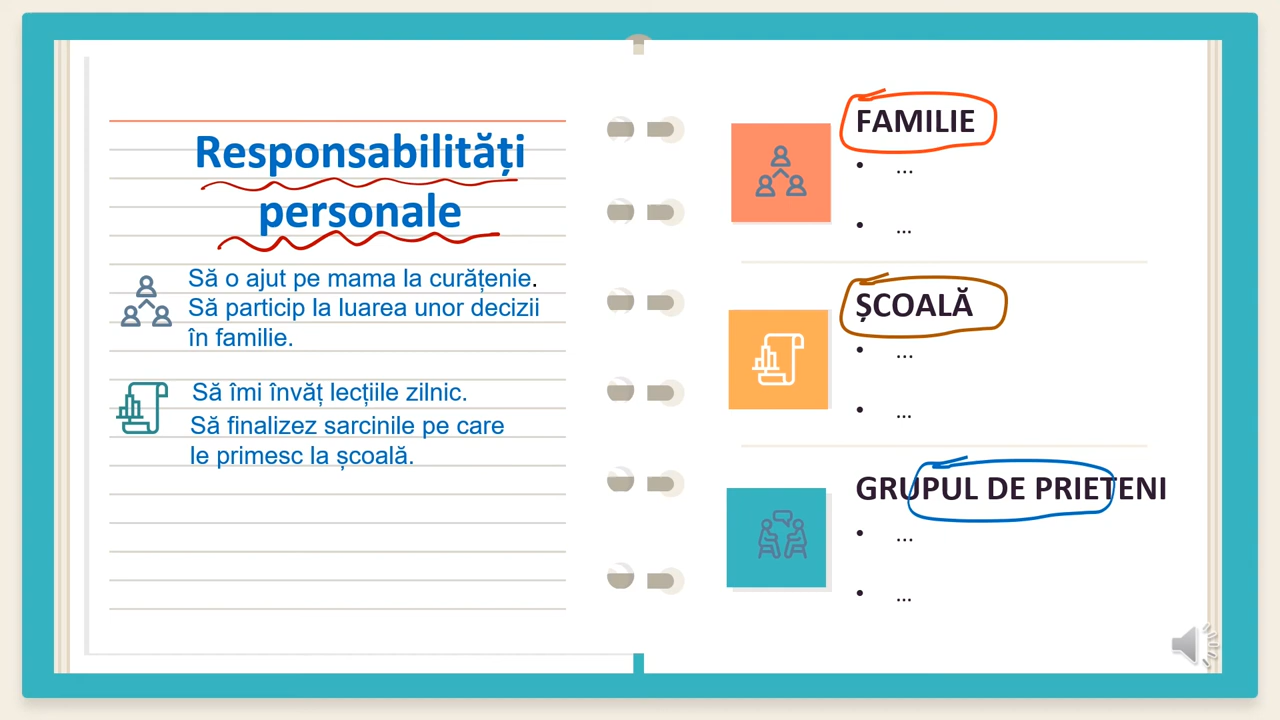 Responsabilități
personale
Să o ajut pe mama la curățenie.
Să particip la luarea unor decizii
în familie.
Să îmi învăț lecțiile zilnic.
Să finalizez sarcinile pe care
le primesc la școală.
FAMILIE
• ...
• ...
ȘCOALĂ
• ...
• ...
GRUPUL DE PRIETENI
• ...
• ...